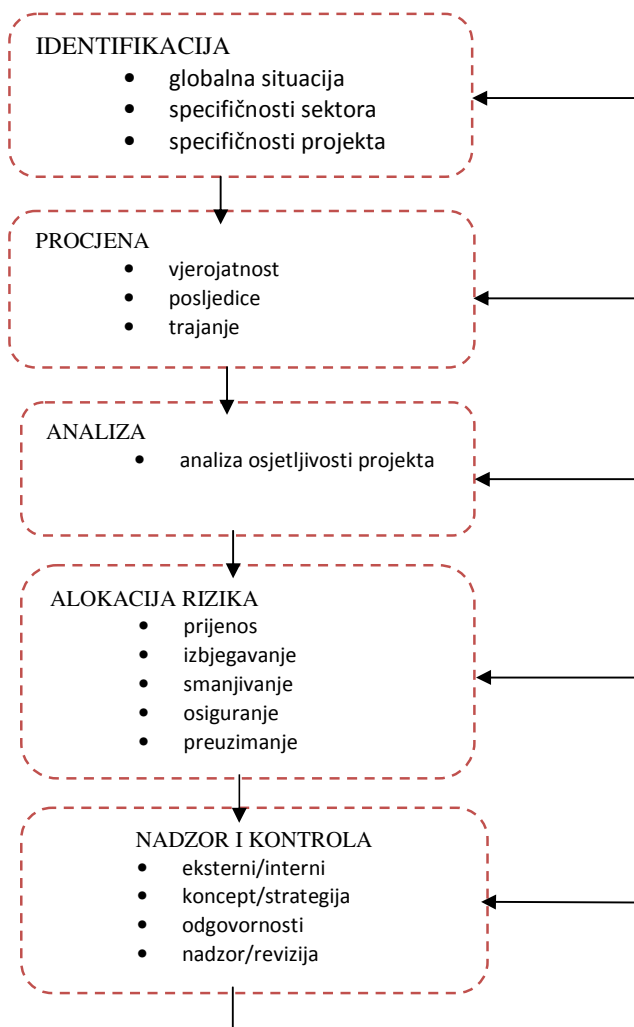 IDENTIFIKACIJA
• globalna situacija
• specifičnosti sektora
• specifičnosti projekta
PROCJENA
• vjerojatnost
• posljedice
• trajanje
ANALIZA
• analiza osjetljivosti projekta
ALOKACIJA RIZIKA
• prijenos
• izbjegavanje
• smanjivanje
• osiguranje
• preuzimanje
NADZOR I KONTROLA
• eksterni/interni
• koncept/strategija
• odgovornosti
• nadzor/revizija